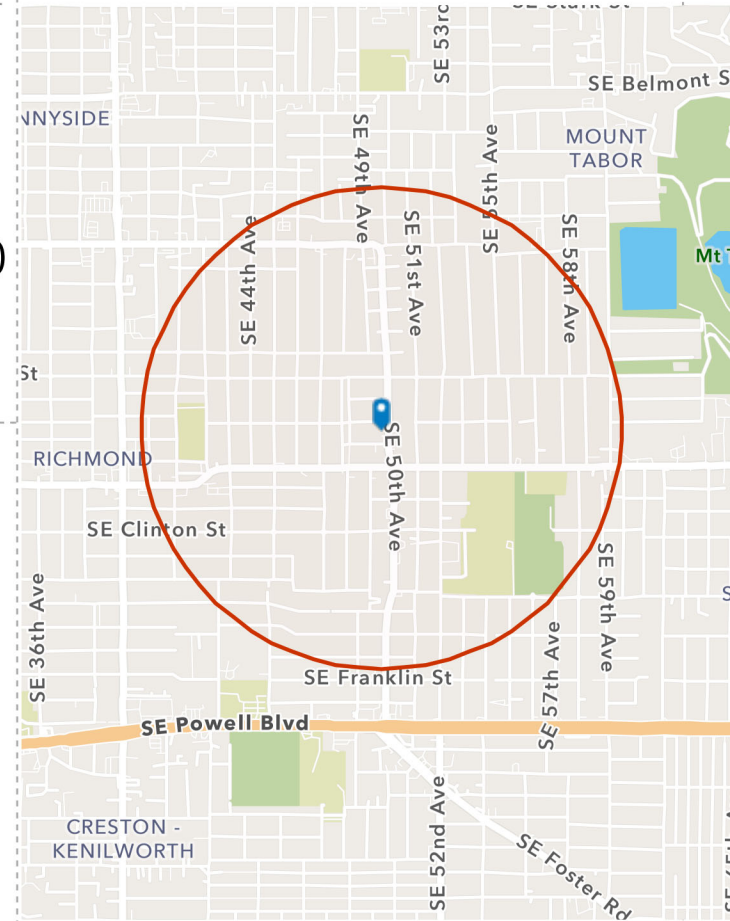 SE 53rd
SE Stark St
SE Belmont S
NNYSIDE
MOUNT
TABOR
SE 49th Ave
SE 55th Ave
SE 44th Ave
SE 51st Ave
SE 58th Ave
)
Mt T
St
SE 50th Ave
RICHMOND
SE Clinton St
SE 36th Ave
SE 59th Ave
S
SE 57th Ave
SE Franklin St
SE Powell Blvd
SE 52nd Ave
CRESTON -
KENILWORTH
SE Foster Rd